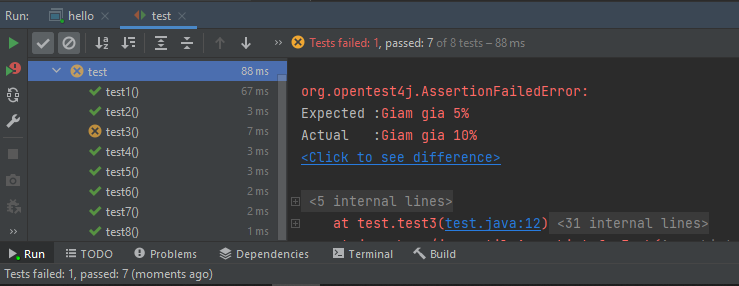 Run: hello × test ×
Tests failed: 1, passed: 7 of 8 tests – 88 ms
test 88 ms
test1() 67 ms
test2() 3 ms
test3() 7 ms
test4() 3 ms
test5() 3 ms
test6() 2 ms
test7() 2 ms
test8() 1 ms
org.opentest4j.AssertionFailedError:
Expected :Giam gia 5%
Actual :Giam gia 10%
<Click to see difference>
<5 internal lines>
at test.test3(test.java:12) <31 internal lines>
Run TODO Problems Dependencies Terminal Build
Tests failed: 1, passed: 7 (moments ago)